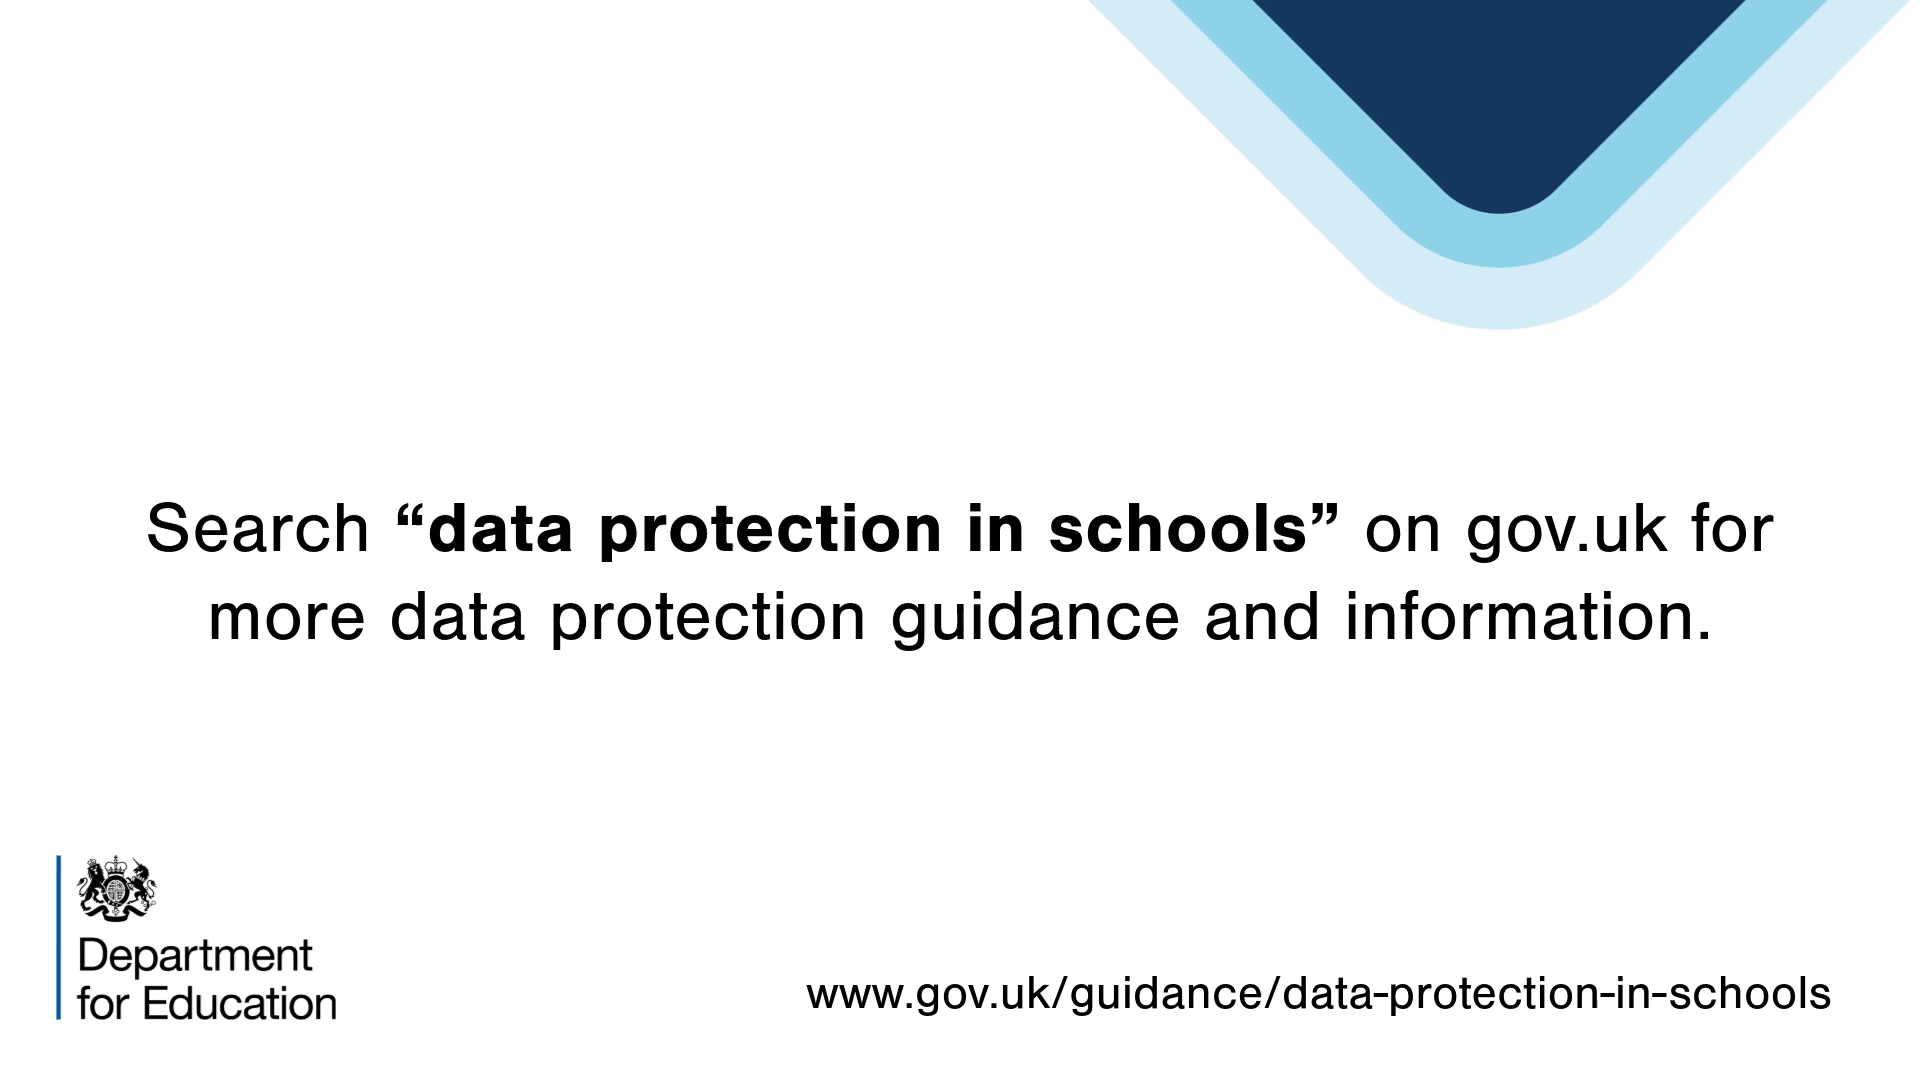 Search “data protection in schools” on gov.uk for
more data protection guidance and information.
Department
for Education
www.gov.uk/guidance/data-protection-in-schools